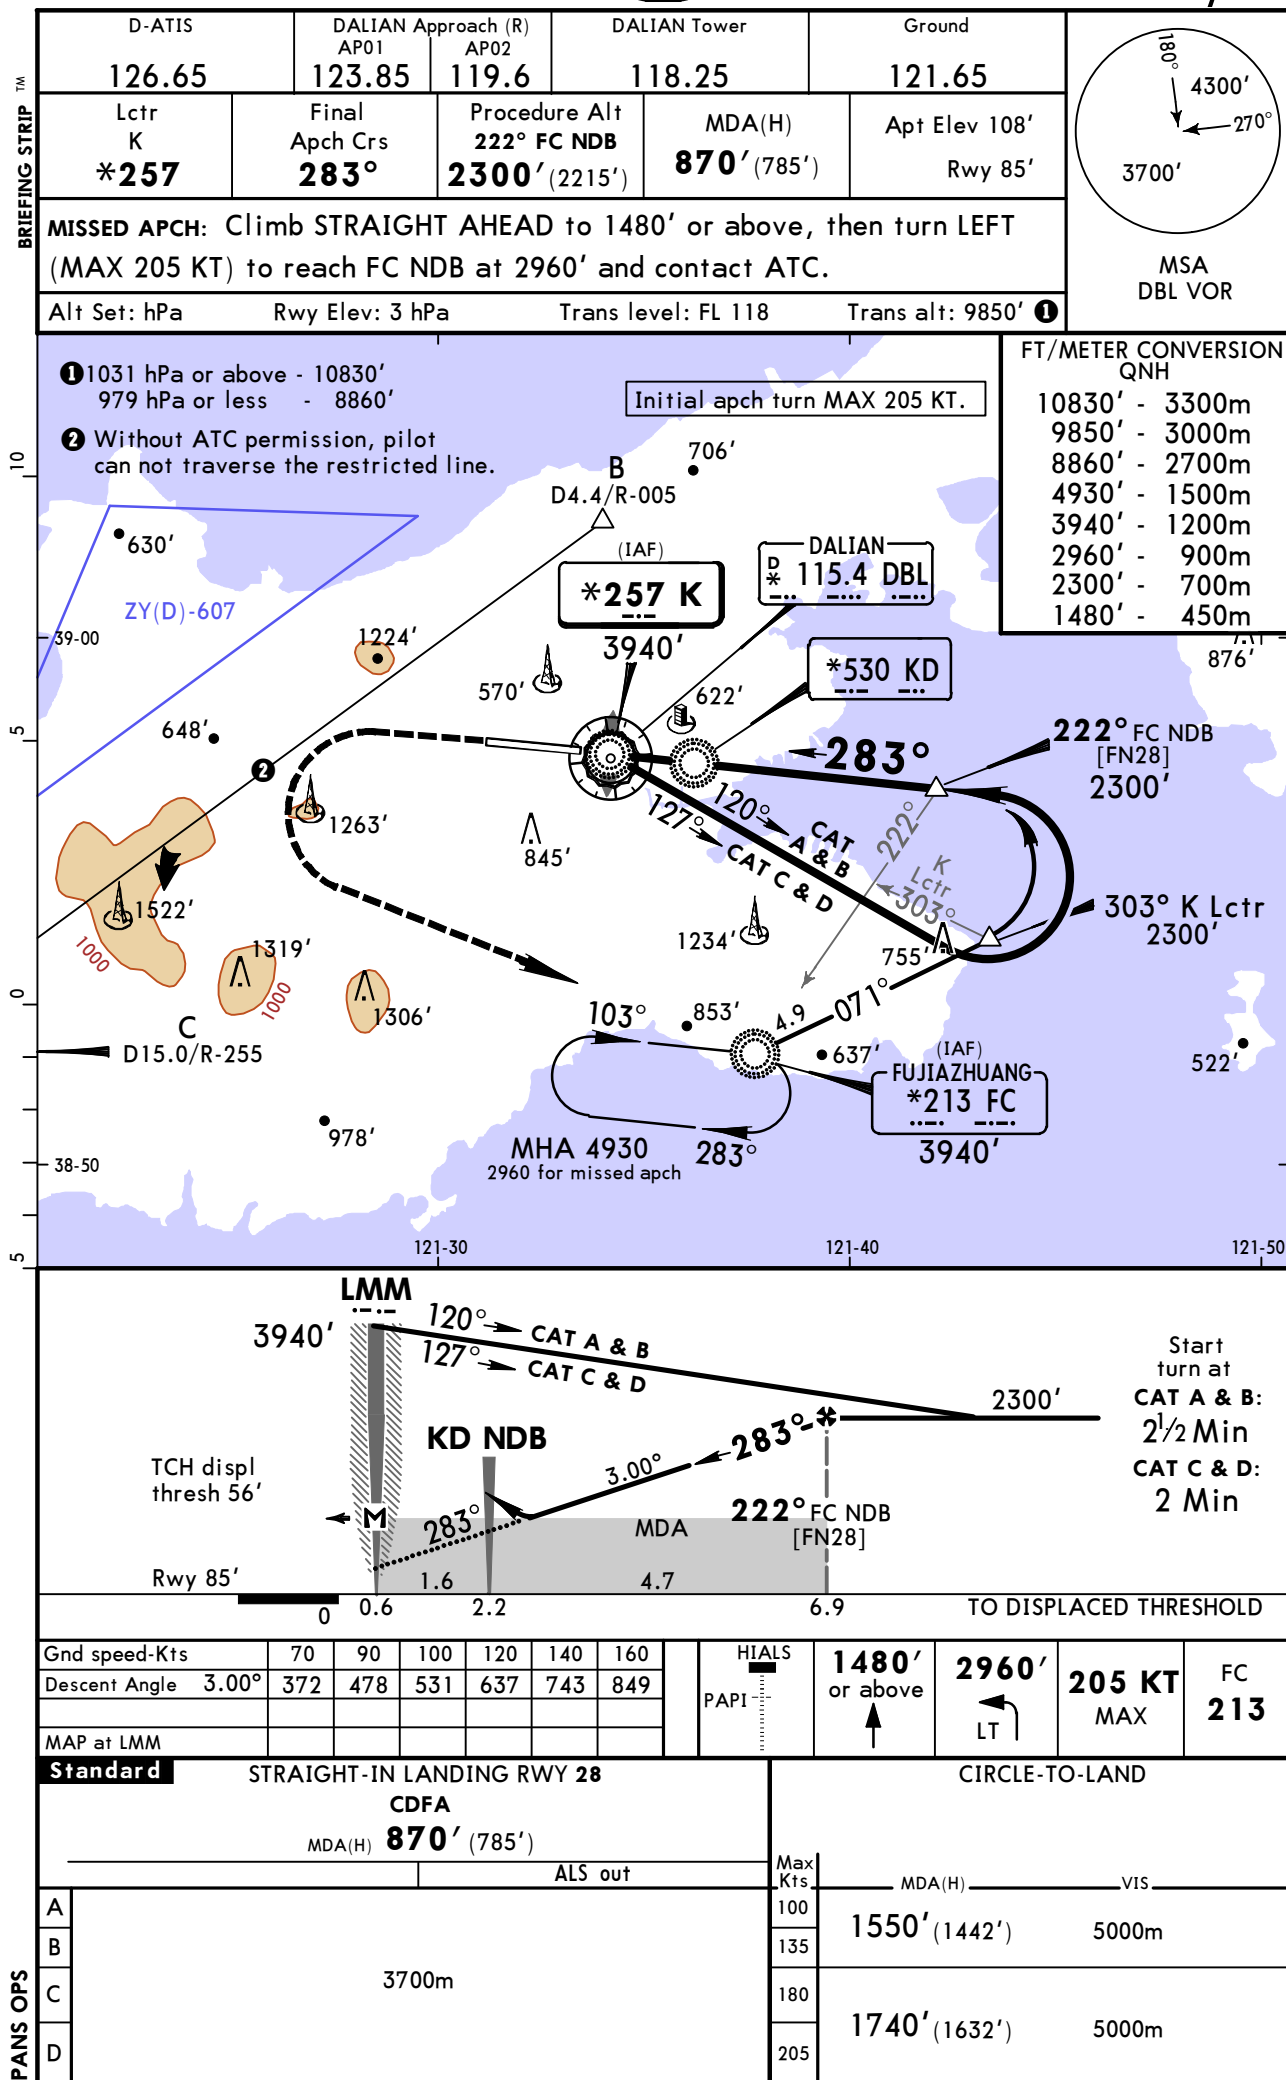 BRIEFING STRIP TM
D-ATIS
126.65
DALIAN Approach (R)
AP01 AP02
123.85 119.6
DALIAN Tower
118.25
Ground
121.65
Lctr
K
*257
Final
Apch Crs
283°
Procedure Alt
222° FC NDB
2300' (2215')
MDA(H)
870' (785')
Apt Elev 108'
Rwy 85'
MISSED APCH: Climb STRAIGHT AHEAD to 1480' or above, then turn LEFT
(MAX 205 KT) to reach FC NDB at 2960' and contact ATC.
Alt Set: hPa Rwy Elev: 3 hPa Trans level: FL 118 Trans alt: 9850' 1
180°
4300'
270°
3700'
MSA
DBL VOR
1 1031 hPa or above - 10830'
979 hPa or less - 8860'
2 Without ATC permission, pilot
can not traverse the restricted line.
Initial apch turn MAX 205 KT.
FT/METER CONVERSION
QNH
10830' - 3300m
9850' - 3000m
8860' - 2700m
4930' - 1500m
3940' - 1200m
2960' - 900m
2300' - 700m
1480' - 450m
10
5
0
5
706'
B
D4.4/R-005
630'
ZY(D)-607
39-00
(IAF)
*257 K
3940'
DALIAN
D
* 115.4 DBL
*530 KD
876'
1224'
570'
622'
648'
2
283°
222° FC NDB
[FN28]
2300'
1263'
845'
120°
CAT
A & B
127°
CAT C & D
222°
K
Lctr
303°
303° K Lctr
2300'
1522'
1000
1234'
755'
1319'
1000
1306'
C
D15.0/R-255
103°
853'
4.9
071°
637'
(IAF)
FUJIAZHUANG
*213 FC
3940'
522'
978'
MHA 4930
2960 for missed apch
283°
38-50
121-30
121-40
121-50
LMM
3940'
120° CAT A & B
127° CAT C & D
2300'
Start
turn at
CAT A & B:
2 1/2 Min
CAT C & D:
2 Min
KD NDB
283°
3.00°
TCH displ
thresh 56'
M
283°
MDA
222° FC NDB
[FN28]
Rwy 85'
1.6
4.7
0
0.6
2.2
6.9
TO DISPLACED THRESHOLD
Gnd speed-Kts 70 90 100 120 140 160
Descent Angle 3.00° 372 478 531 637 743 849
MAP at LMM
HIALS
PAPI
1480'
or above
2960'
LT
205 KT
MAX
FC
213
Standard
STRAIGHT-IN LANDING RWY 28
CDFA
MDA(H) 870' (785')
ALS out
CIRCLE-TO-LAND
Max
Kts
MDA(H) VIS
A
B
C
D
3700m
100
135
180
205
1550' (1442') 5000m
1740' (1632') 5000m
PANS OPS